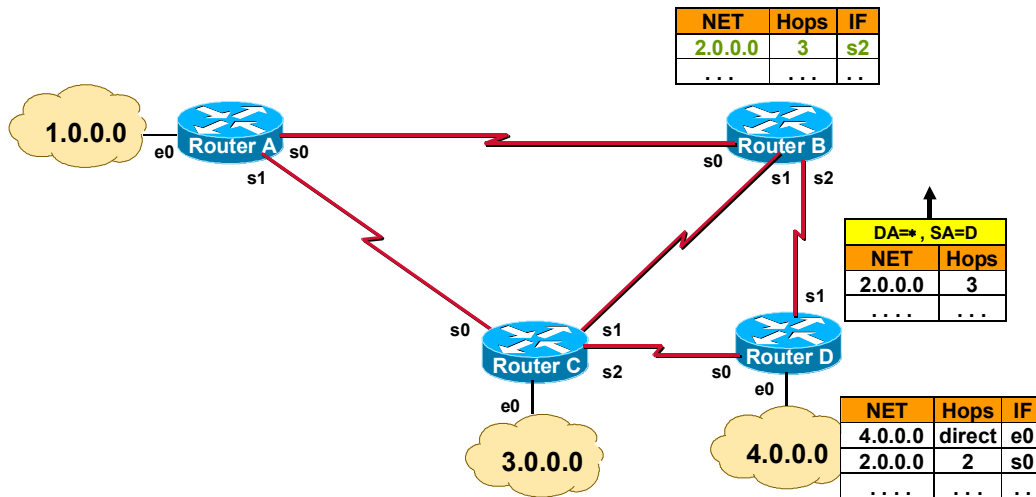 NET Hops IF
2.0.0.0 3 s2
. . . . . . . .
1.0.0.0
e0
Router A
s0
s1
Router B
s0
s1
s2
DA=*, SA=D
NET Hops
2.0.0.0 3
. . . . . . .
s1
s0
s1
Router C
s2
s0
Router D
e0
e0
3.0.0.0
4.0.0.0
NET Hops IF
4.0.0.0 direct e0
2.0.0.0 2 s0
. . . . . . . . .